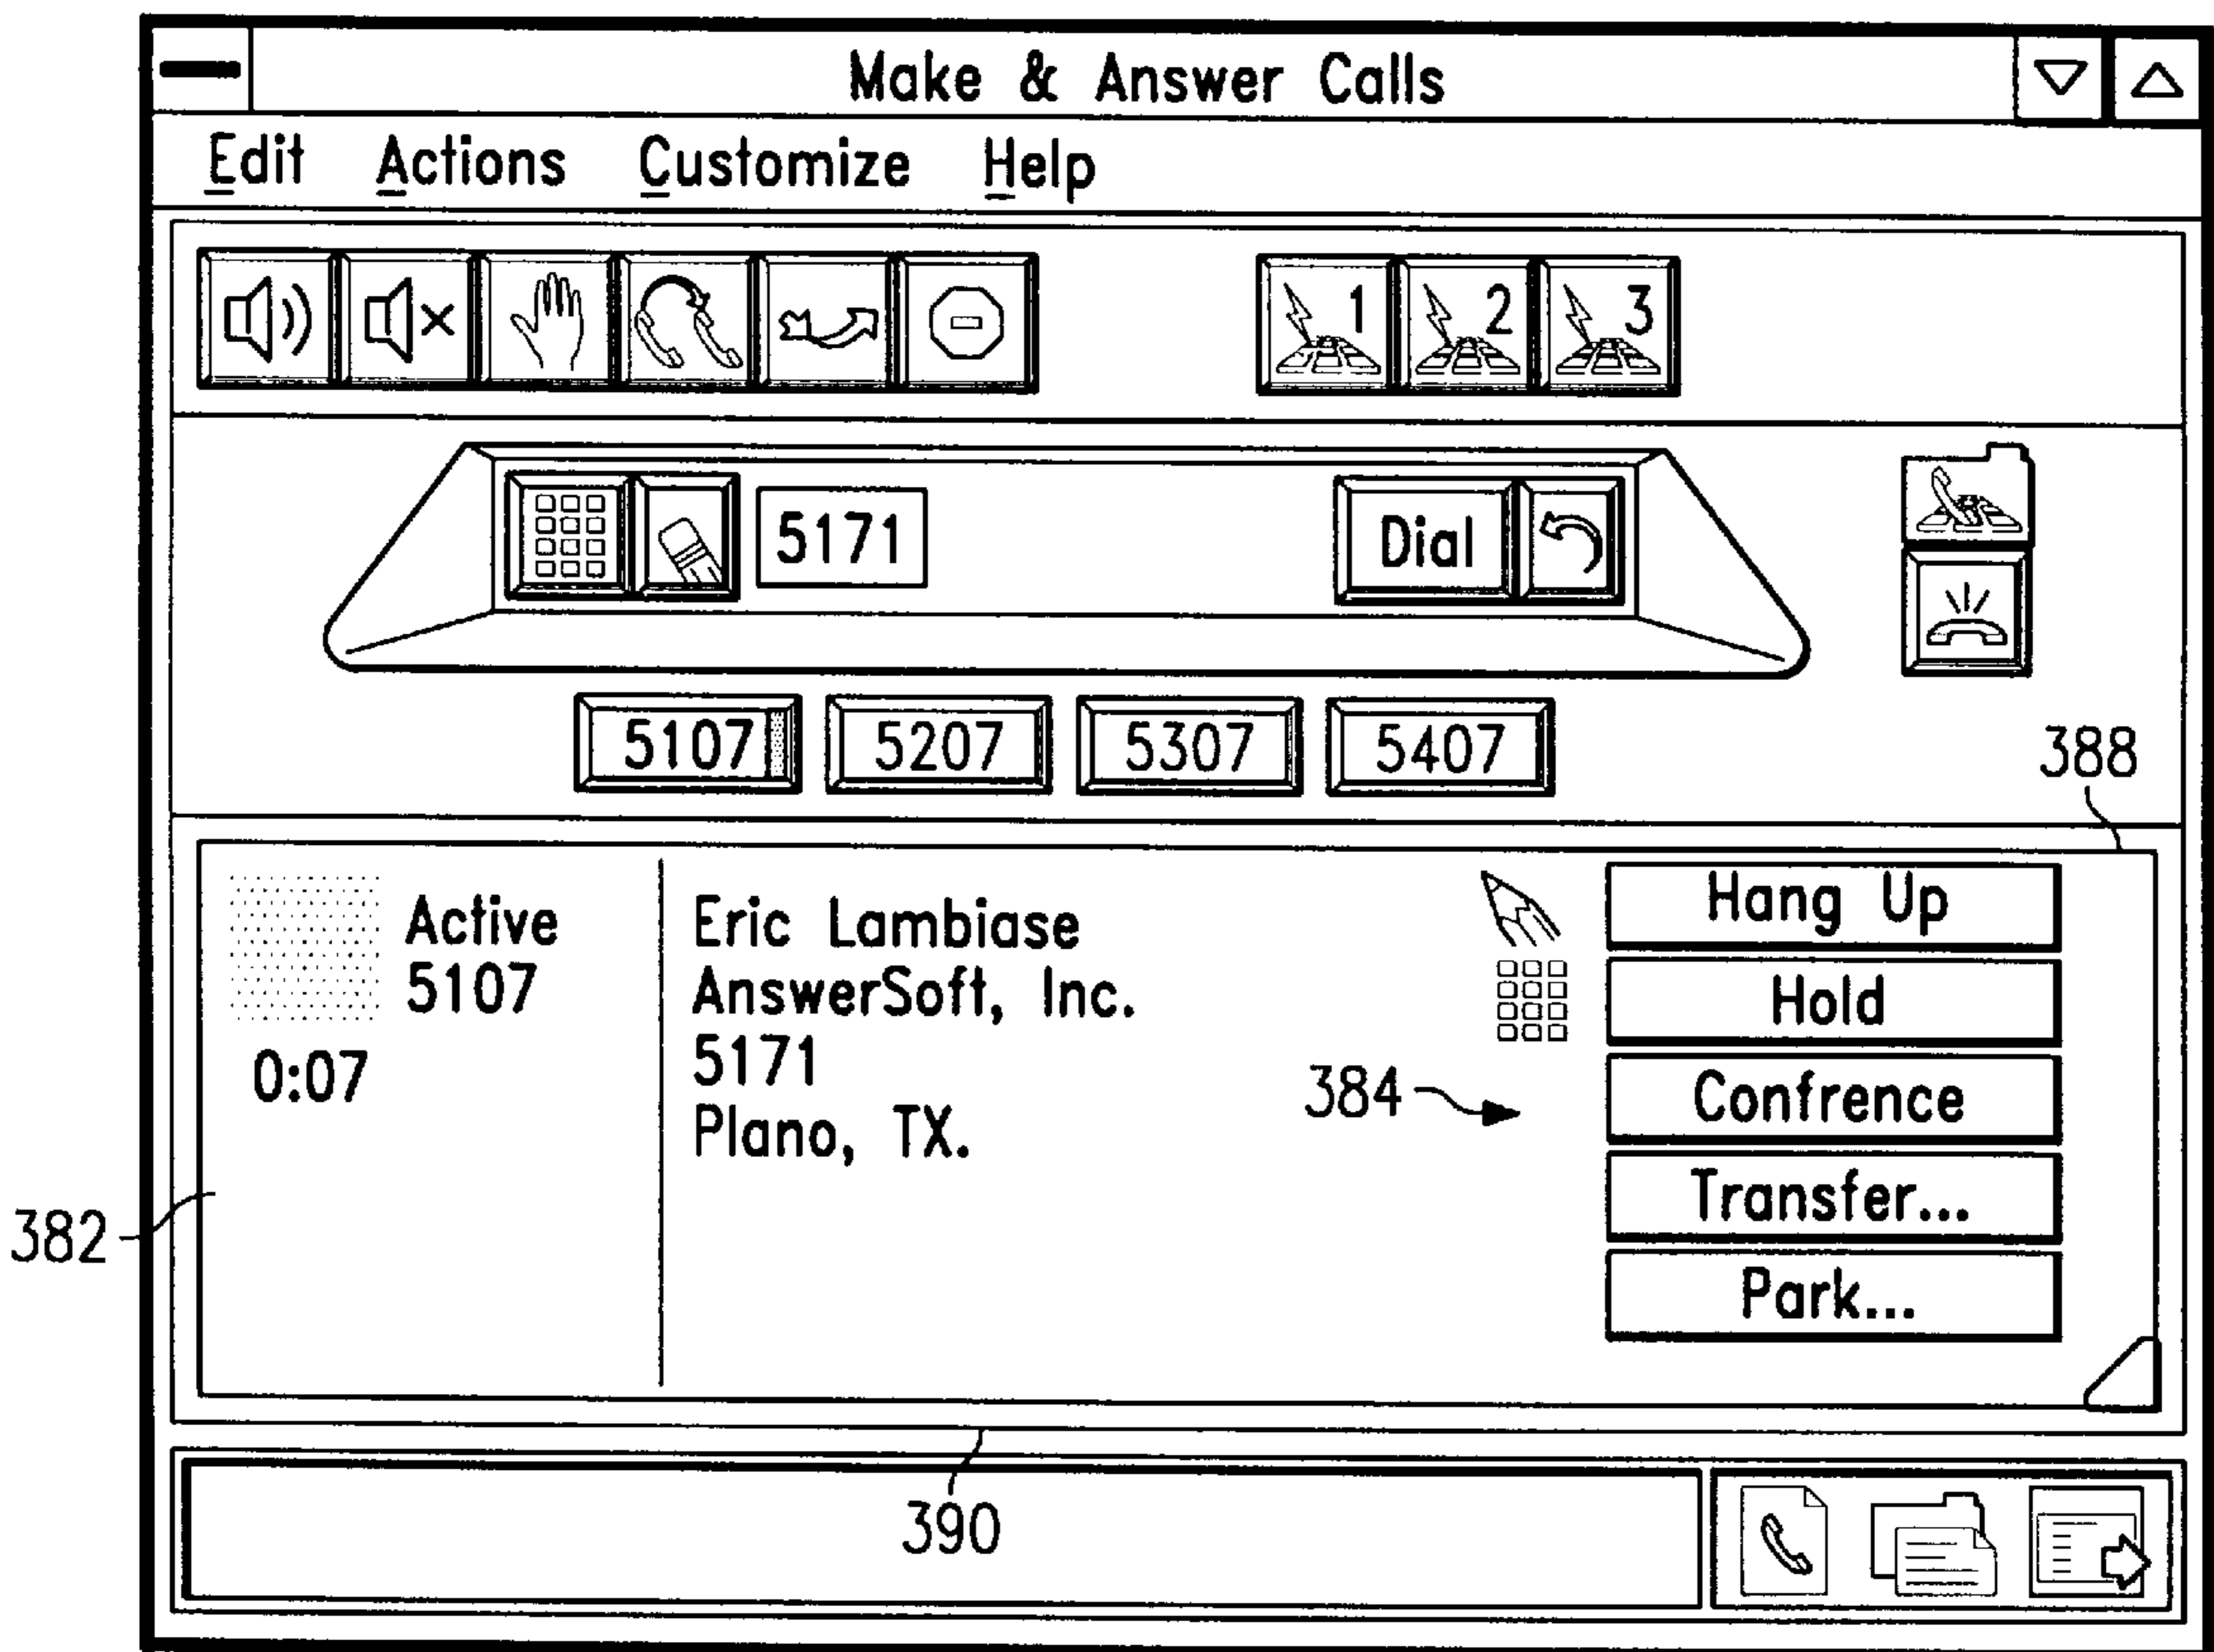 Make & Answer Calls
Edit Actions Customize Help
1 2 3
5171 Dial
5107 5207 5307 5407
388
Active
5107
0:07
Eric Lambiase
AnswerSoft, Inc.
5171
Plano, TX.
Hang Up
Hold
Confrence
Transfer...
Park...
384
382
390